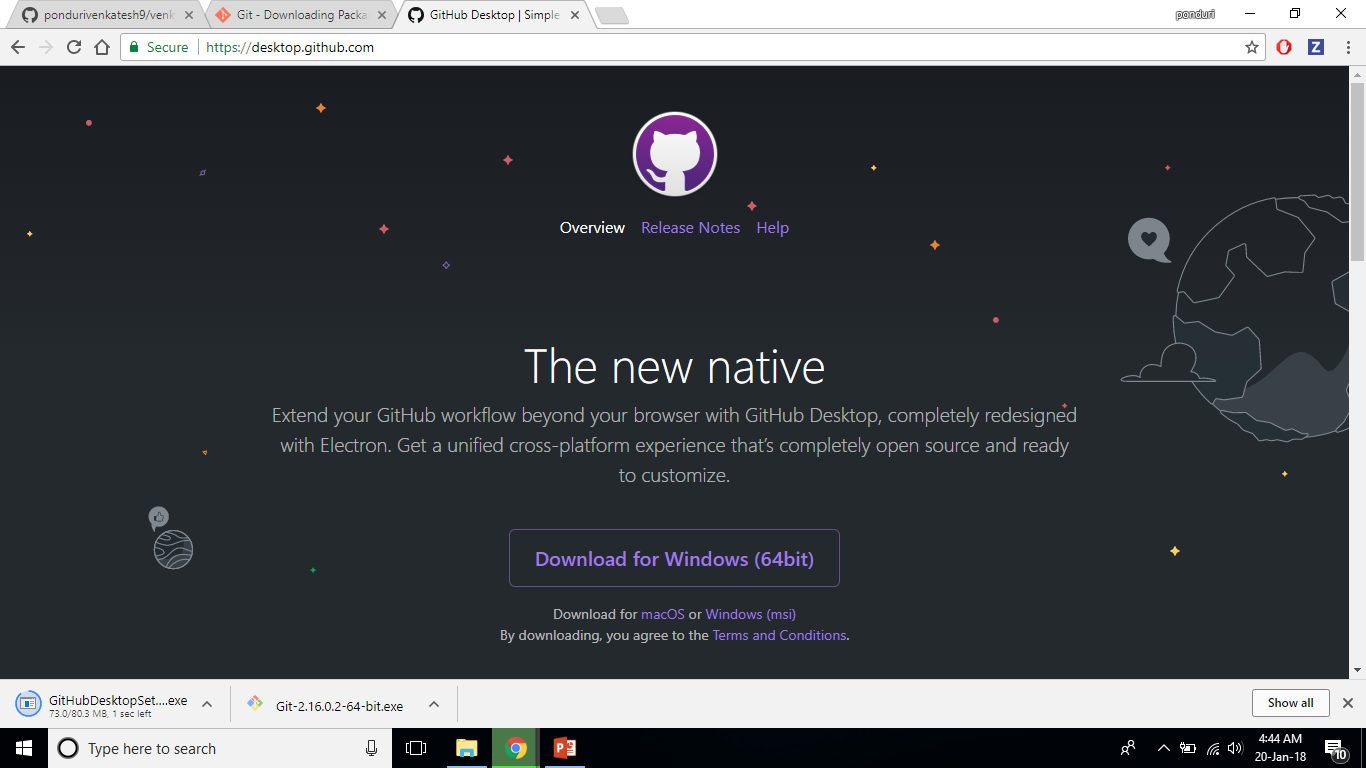 pondurivenkatesh9/venk
Git - Downloading Packa
GitHub Desktop | Simple
ponduri
Secure
https://desktop.github.com
Z
Overview Release Notes Help
The new native
Extend your GitHub workflow beyond your browser with GitHub Desktop, completely redesigned
with Electron. Get a unified cross-platform experience that's completely open source and ready
to customize.
Download for Windows (64bit)
Download for macOS or Windows (msi)
By downloading, you agree to the Terms and Conditions.
GitHubDesktopSet....exe
73.0/80.3 MB, 1 sec left
Git-2.16.0.2-64-bit.exe
Show all
Type here to search
4:44 AM
20-Jan-18
10